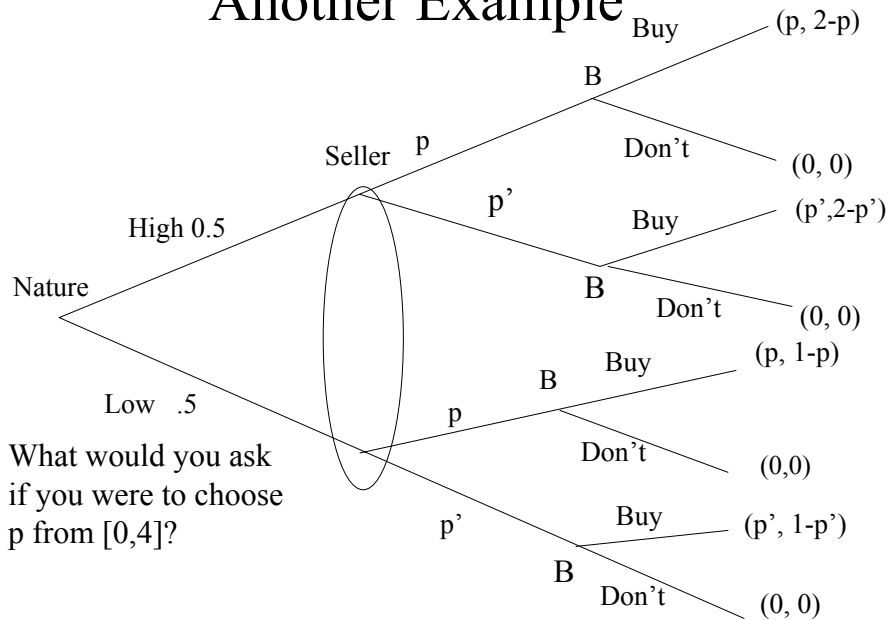 Another Example
Buy
(p, 2-p)
B
Seller
p
Don’t
(0, 0)
p’
Buy
(p’,2-p’)
High 0.5
Nature
B
Don’t
(0, 0)
Buy
(p, 1-p)
B
Low .5
p
Don’t
(0,0)
What would you ask
if you were to choose
p from [0,4]?
p’
Buy
(p’, 1-p’)
B
Don’t
(0, 0)